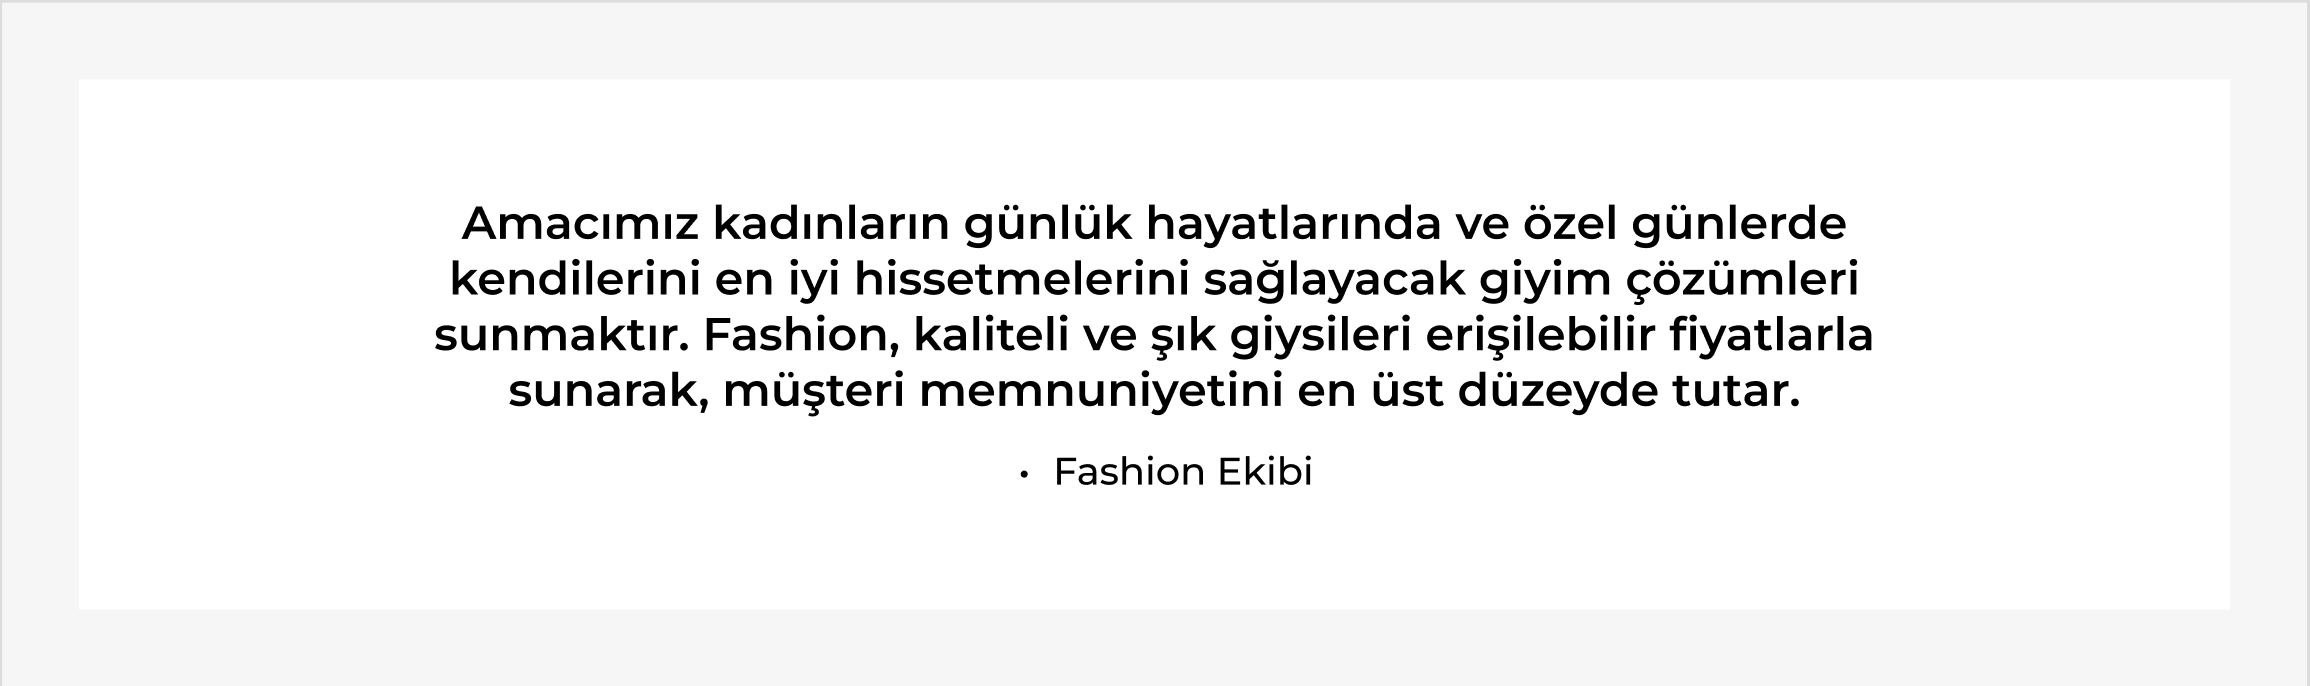 Amacımız kadınların günlük hayatlarında ve özel günlerde
kendilerini en iyi hissetmelerini sağlayacak giyim çözümleri
sunmaktır. Fashion, kaliteli ve şık giysileri erişilebilir fiyatlarla
sunarak, müşteri memnuniyetini en üst düzeyde tutar.
• Fashion Ekibi